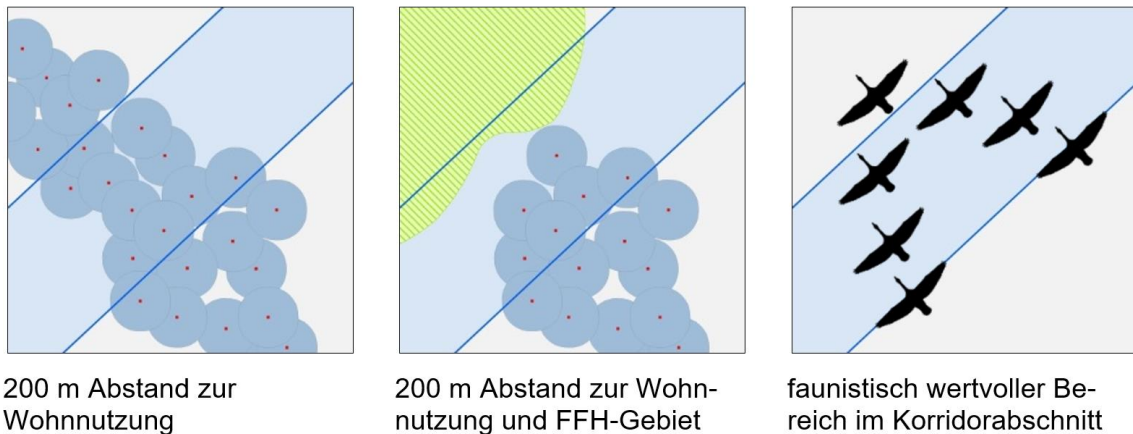 200 m Abstand zur
Wohnnutzung
200 m Abstand zur Wohn-
nutzung und FFH-Gebiet
faunistisch wertvoller Be-
reich im Korridorabschnitt